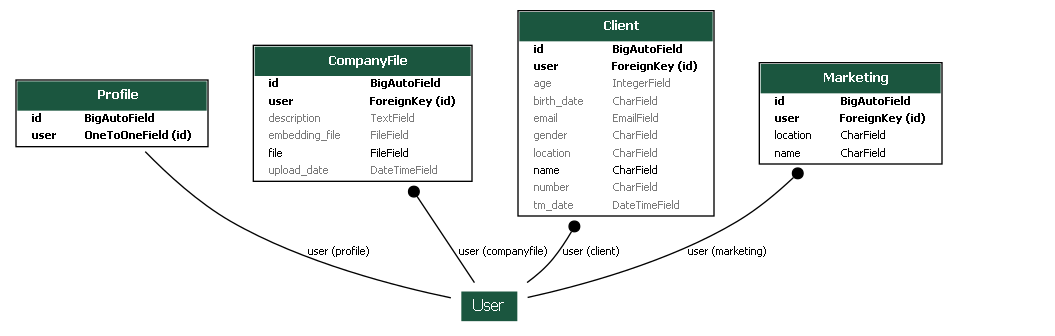 Profile
id BigAutoField
user OneToOneField (id)
CompanyFile
id BigAutoField
user ForeignKey (id)
description TextField
embedding_file FileField
file FileField
upload_date DateTimeField
Client
id BigAutoField
user ForeignKey (id)
age IntegerField
birth_date CharField
email EmailField
gender CharField
location CharField
name CharField
number CharField
tm_date DateTimeField
Marketing
id BigAutoField
user ForeignKey (id)
location CharField
name CharField
user (profile)
user (companyfile)
user (client)
user (marketing)
User